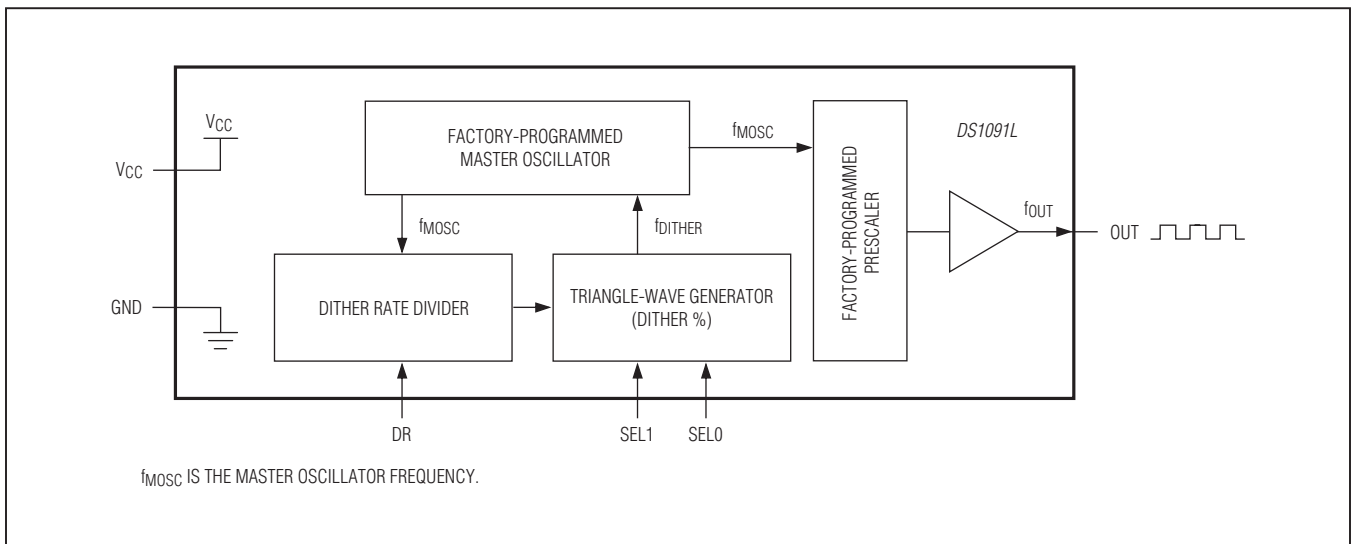 VCC
VCC
GND
FACTORY-PROGRAMMED
MASTER OSCILLATOR
fMOSC
DS1091L
fMOSC
fDITHER
DITHER RATE DIVIDER
TRIANGLE-WAVE GENERATOR
(DITHER %)
FACTORY-PROGRAMMED
PRESCALER
fOUT
OUT
DR
SEL1
SEL0
fMOSC IS THE MASTER OSCILLATOR FREQUENCY.